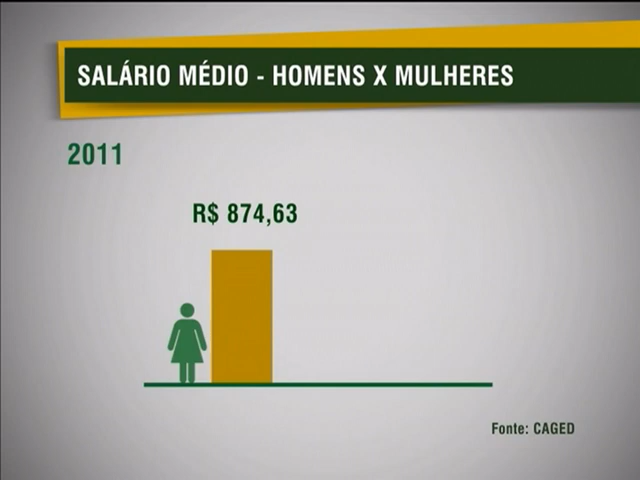 SALÁRIO MÉDIO - HOMENS X MULHERES
2011
R$ 874,63
Fonte: CAGED